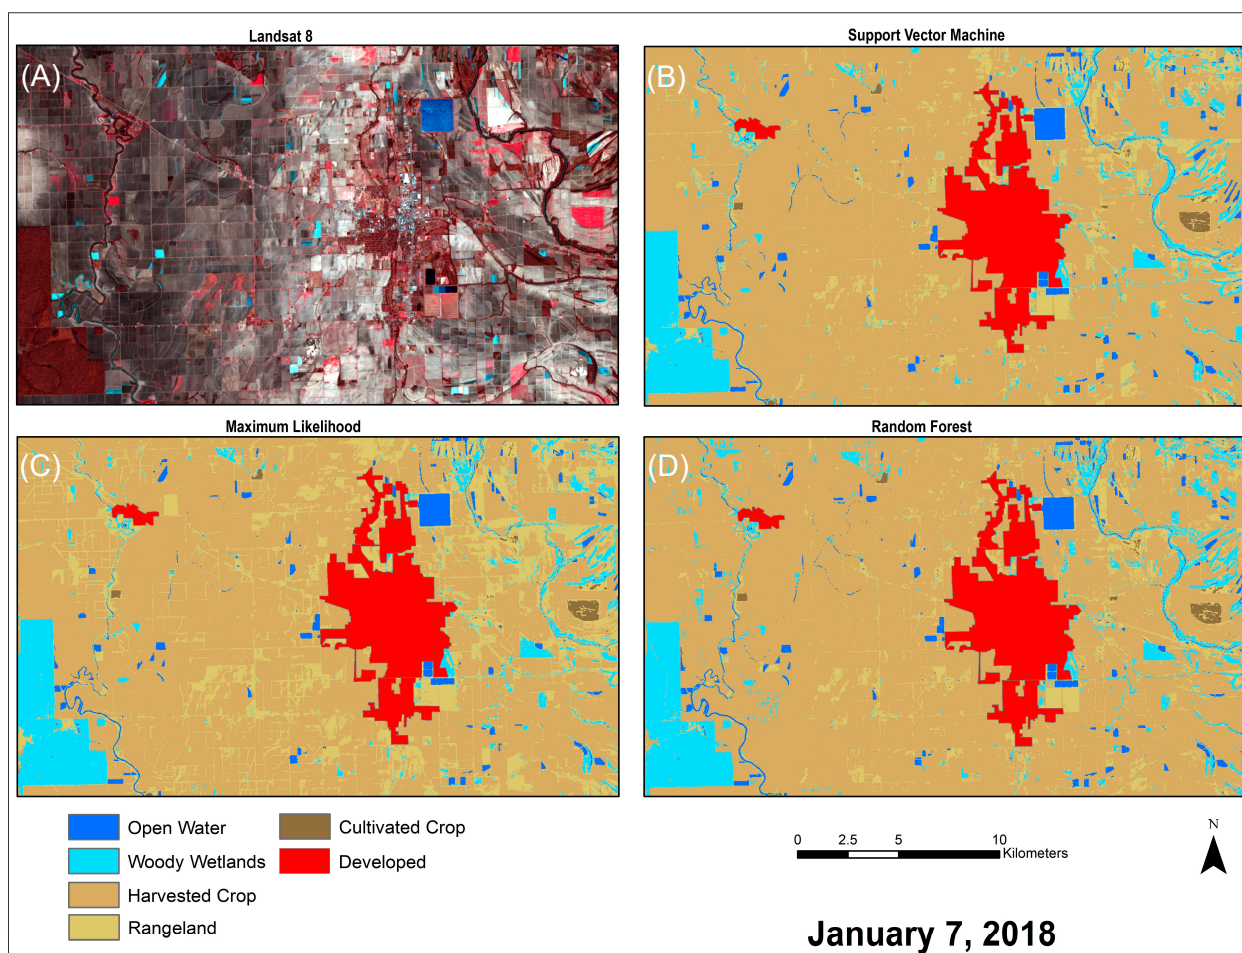 Landsat 8
Support Vector Machine
(A)
(B)
Maximum Likelihood
Random Forest
(C)
(D)
Open Water
Cultivated Crop
Woody Wetlands
Developed
Harvested Crop
Rangeland
0 2.5 5 10
Kilometers
N
January 7, 2018